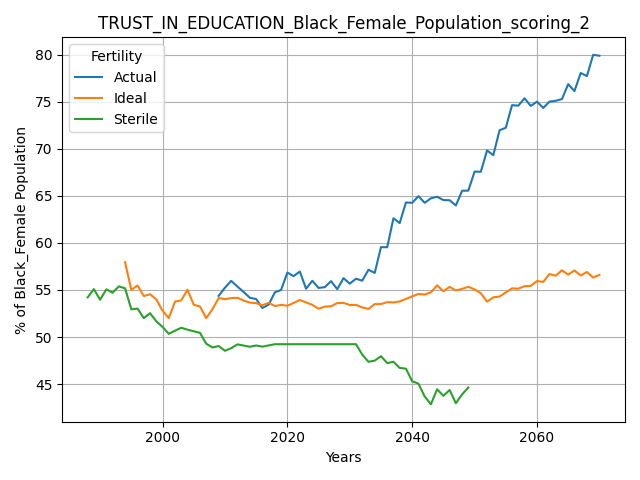 TRUST_IN_EDUCATION_Black_Female_Population_scoring_2
Fertility
Actual
Ideal
Sterile
% of Black_Female Population
80
75
70
65
60
55
50
45
2000 2020 2040 2060
Years